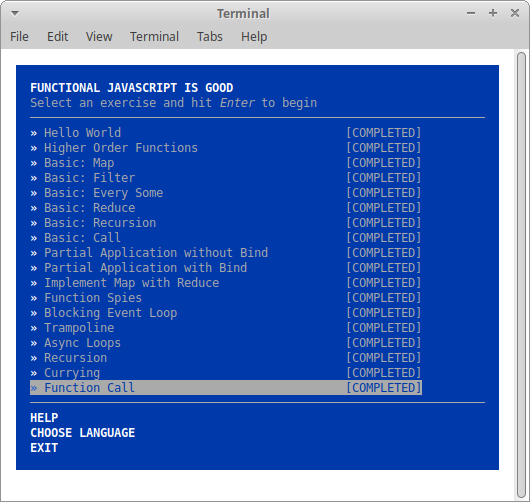 Terminal
File Edit View Terminal Tabs Help
FUNCTIONAL JAVASCRIPT IS GOOD
Select an exercise and hit Enter to begin
» Hello World [COMPLETED]
» Higher Order Functions [COMPLETED]
» Basic: Map [COMPLETED]
» Basic: Filter [COMPLETED]
» Basic: Every Some [COMPLETED]
» Basic: Reduce [COMPLETED]
» Basic: Recursion [COMPLETED]
» Basic: Call [COMPLETED]
» Partial Application without Bind [COMPLETED]
» Partial Application with Bind [COMPLETED]
» Implement Map with Reduce [COMPLETED]
» Function Spies [COMPLETED]
» Blocking Event Loop [COMPLETED]
» Trampoline [COMPLETED]
» Async Loops [COMPLETED]
» Recursion [COMPLETED]
» Currying [COMPLETED]
» Function Call [COMPLETED]
HELP
CHOOSE LANGUAGE
EXIT